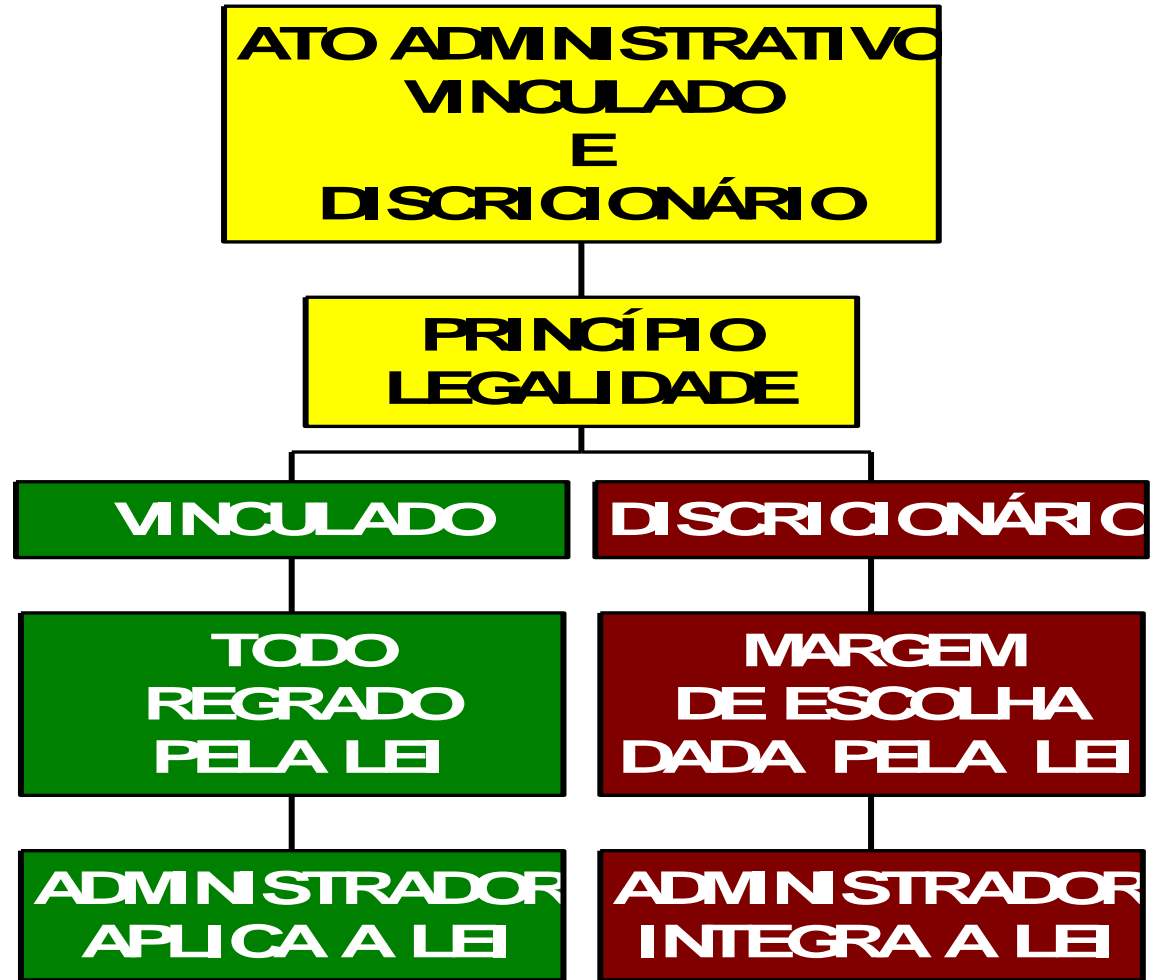 ATO ADMINISTRATIVO
VINCULADO
E
DISCRICIONÁRIO
PRINCÍPIO
LEGALIDADE
VINCULADO
DISCRICIONÁRIO
TODO
REGRADO
PELA LEI
MARGEM
DE ESCOLHA
DADA PELA LEI
ADMINISTRADOR
APLICA A LEI
ADMINISTRADOR
INTEGRA A LEI